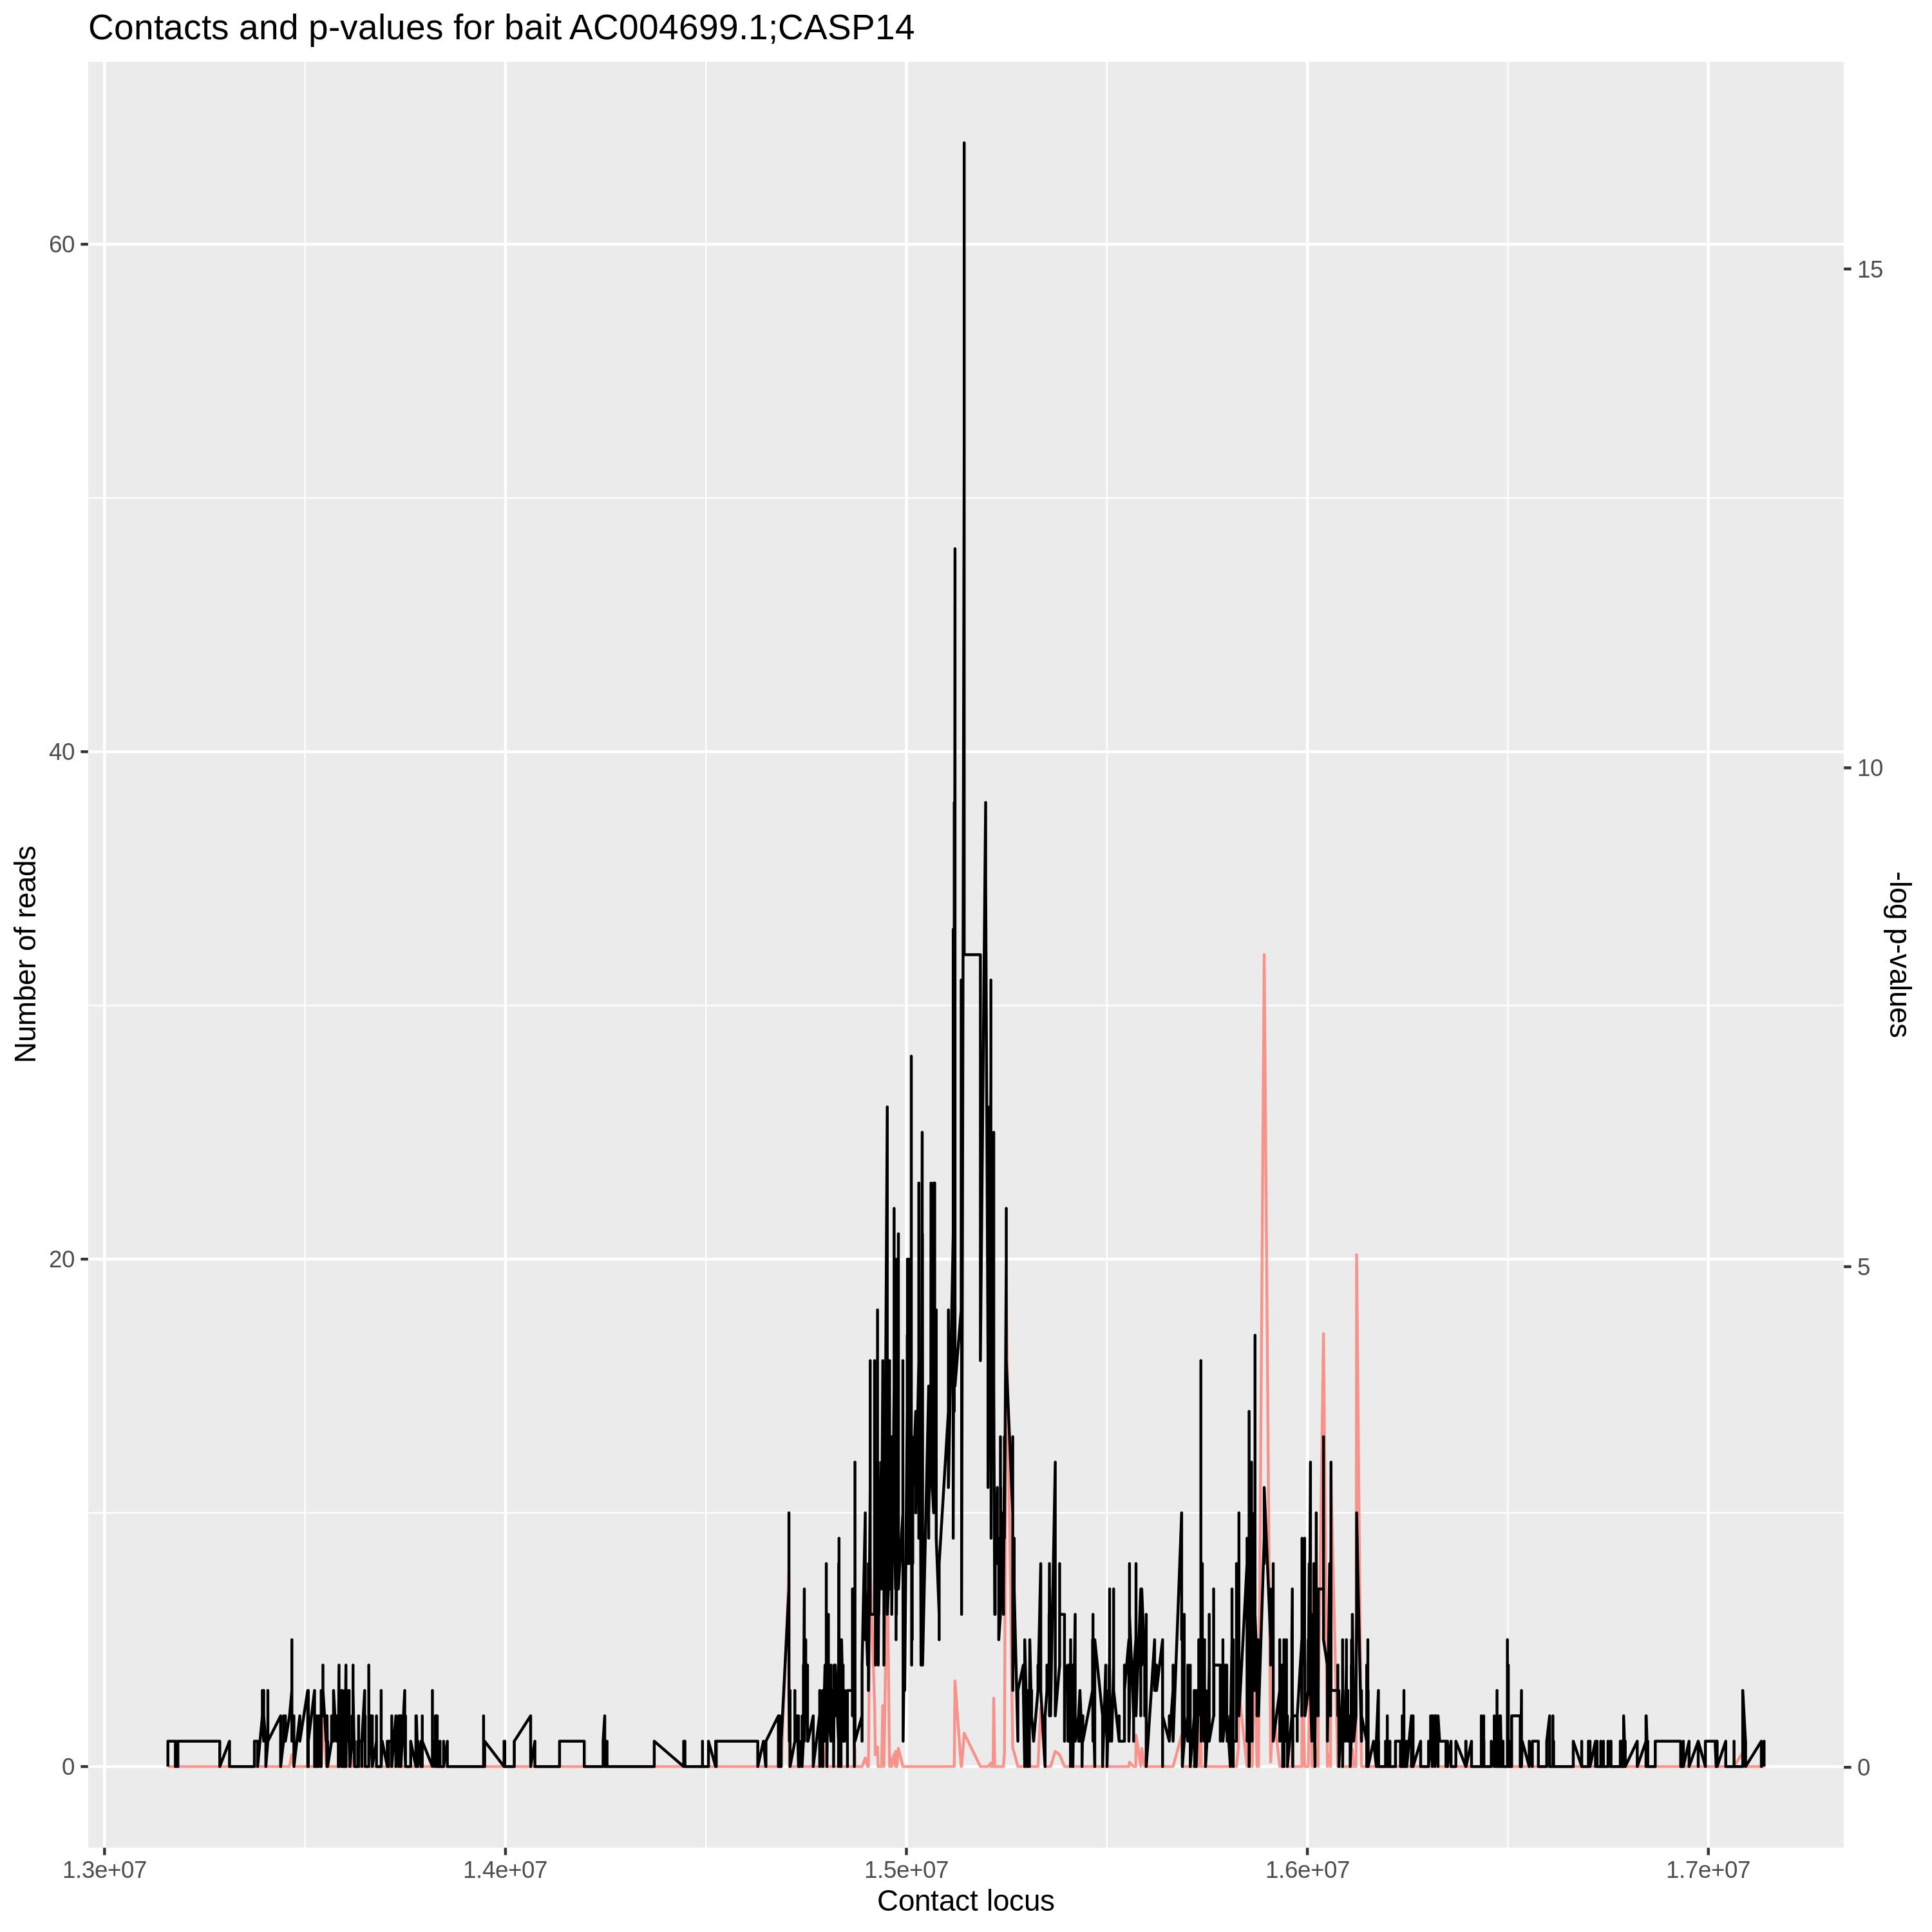 Contacts and p-values for bait AC004699.1;CASP14
60
40
20
0
15
10
5
0
Number of reads
-log p-values
1.3e+07
1.4e+07
1.5e+07
1.6e+07
1.7e+07
Contact locus